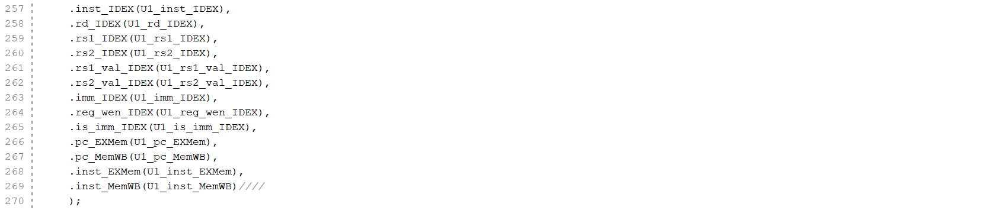 257 .inst_IDEX(U1_inst_IDEX),
258 .rd_IDEX(U1_rd_IDEX),
259 .rs1_IDEX(U1_rs1_IDEX),
260 .rs2_IDEX(U1_rs2_IDEX),
261 .rs1_val_IDEX(U1_rs1_val_IDEX),
262 .rs2_val_IDEX(U1_rs2_val_IDEX),
263 .imm_IDEX(U1_imm_IDEX),
264 .reg_wen_IDEX(U1_reg_wen_IDEX),
265 .is_imm_IDEX(U1_is_imm_IDEX),
266 .pc_EXMem(U1_pc_EXMem),
267 .pc_MemWB(U1_pc_MemWB),
268 .inst_EXMem(U1_inst_EXMem),
269 .inst_MemWB(U1_inst_MemWB)////
270 );